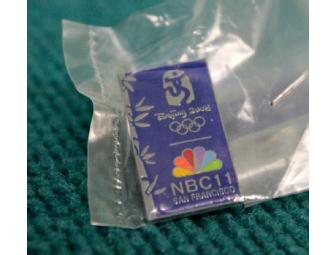 Beijing 2008
NBC11
SAN FRANCISCO